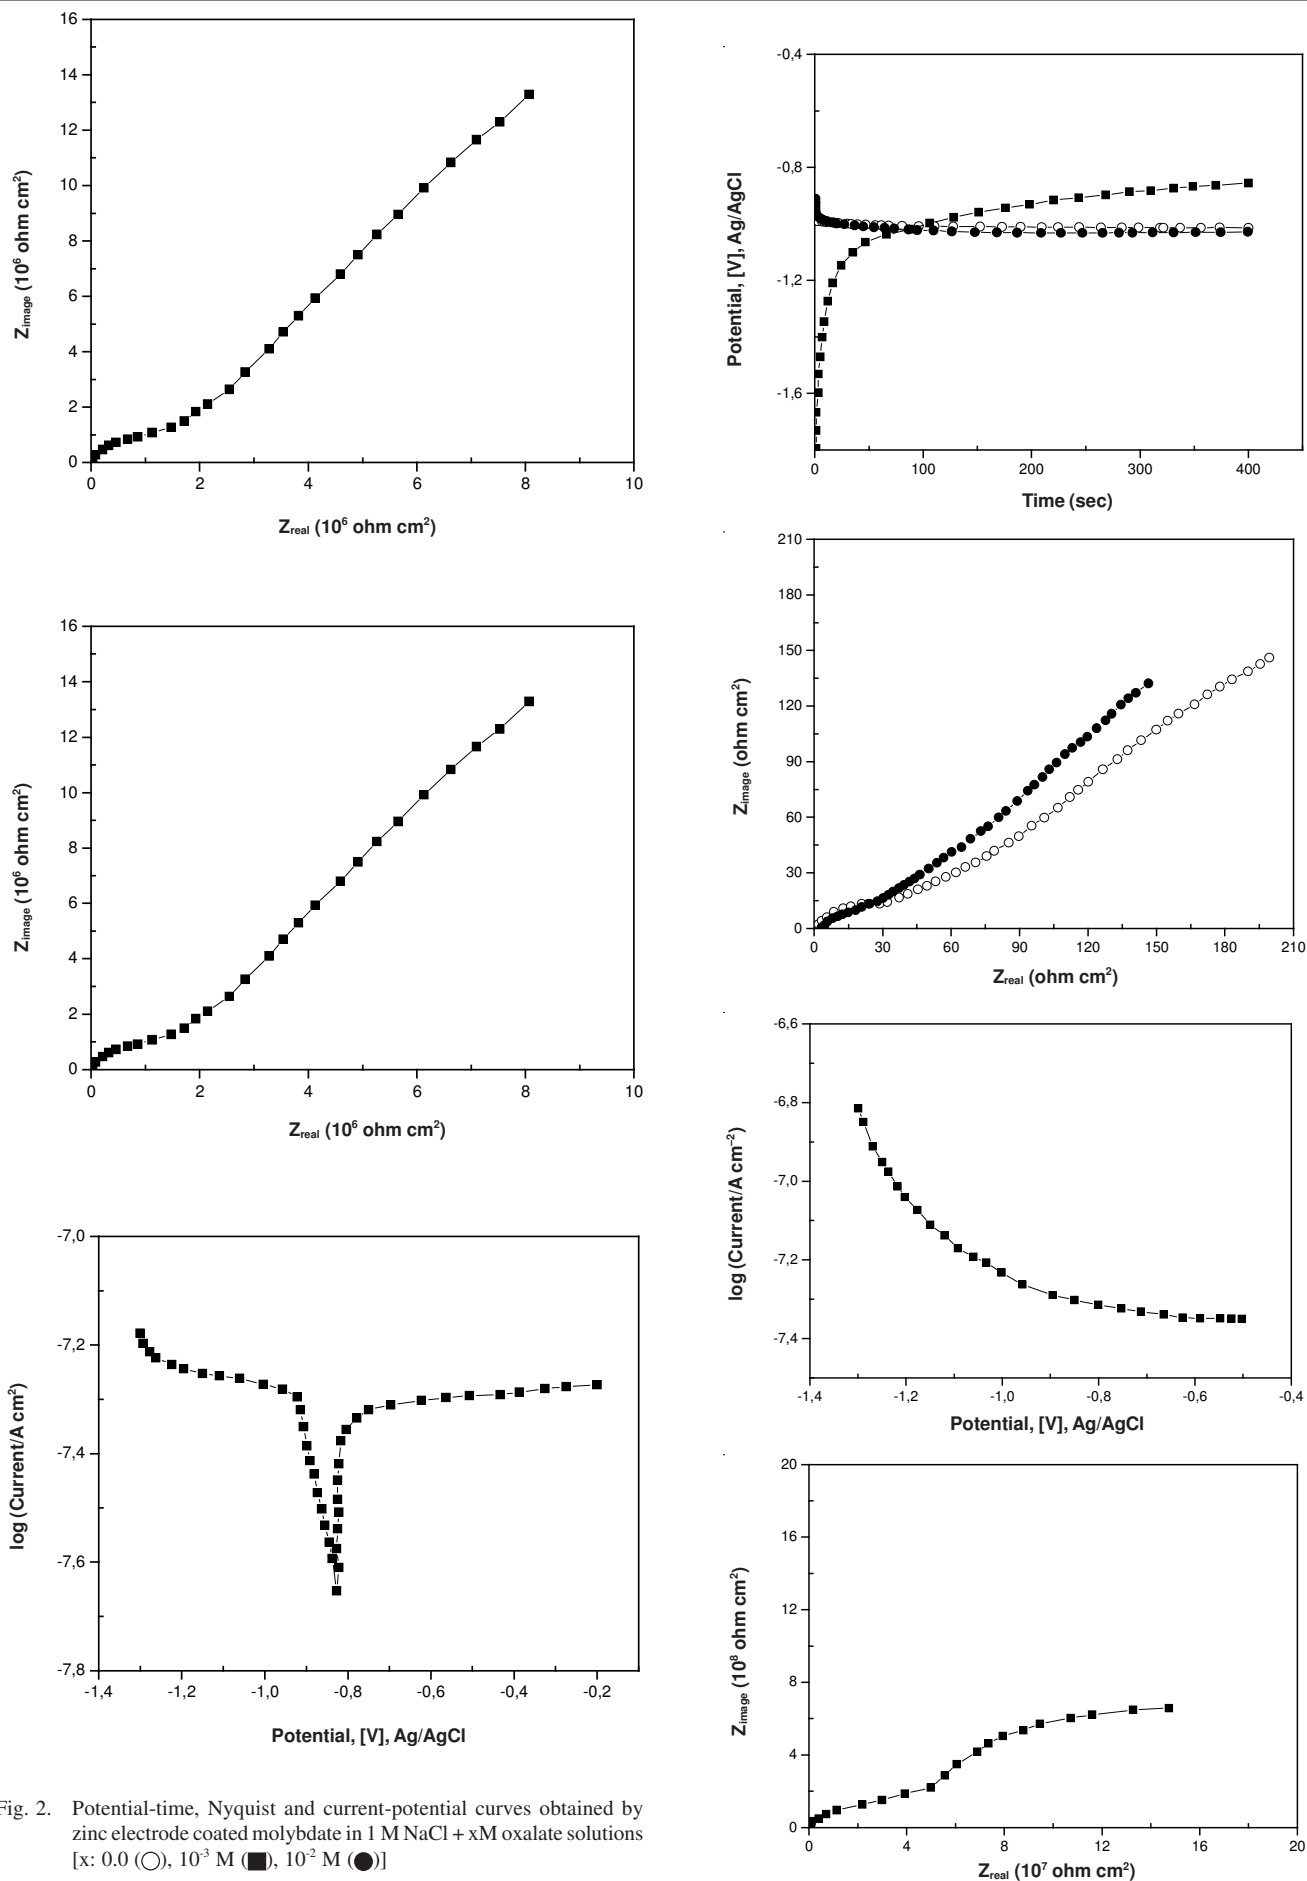 16
14
12
10
8
6
4
2
0
0 2 4 6 8 10
Z_image (10⁶ ohm cm²)
Z_real (10⁶ ohm cm²)
16
14
12
10
8
6
4
2
0
0 2 4 6 8 10
Z_image (10⁶ ohm cm²)
Z_real (10⁶ ohm cm²)
-7,0
-7,2
-7,4
-7,6
-7,8
-1,4 -1,2 -1,0 -0,8 -0,6 -0,4 -0,2
log (Current/A cm²)
Potential, [V], Ag/AgCl
Fig. 2. Potential-time, Nyquist and current-potential curves obtained by
zinc electrode coated molybdate in 1 M NaCl + xM oxalate solutions
[x: 0.0 (○), 10⁻³ M (■), 10⁻² M (●)]
-0,4
-0,8
-1,2
-1,6
0 100 200 300 400
Potential, [V], Ag/AgCl
Time (sec)
210
180
150
120
90
60
30
0
0 30 60 90 120 150 180 210
Z_image (ohm cm²)
Z_real (ohm cm²)
-6,6
-6,8
-7,0
-7,2
-7,4
-1,4 -1,2 -1,0 -0,8 -0,6 -0,4
log (Current/A cm⁻²)
Potential, [V], Ag/AgCl
20
16
12
8
4
0
0 4 8 12 16 20
Z_image (10⁸ ohm cm²)
Z_real (10⁷ ohm cm²)